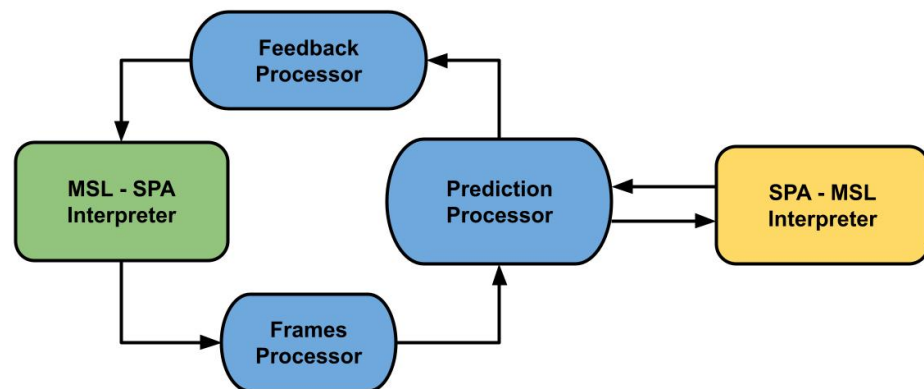 Feedback
Processor
MSL - SPA
Interpreter
Prediction
Processor
SPA - MSL
Interpreter
Frames
Processor